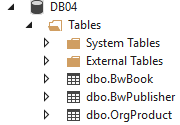 DB04
Tables
System Tables
External Tables
dbo.BwBook
dbo.BwPublisher
dbo.OrgProduct